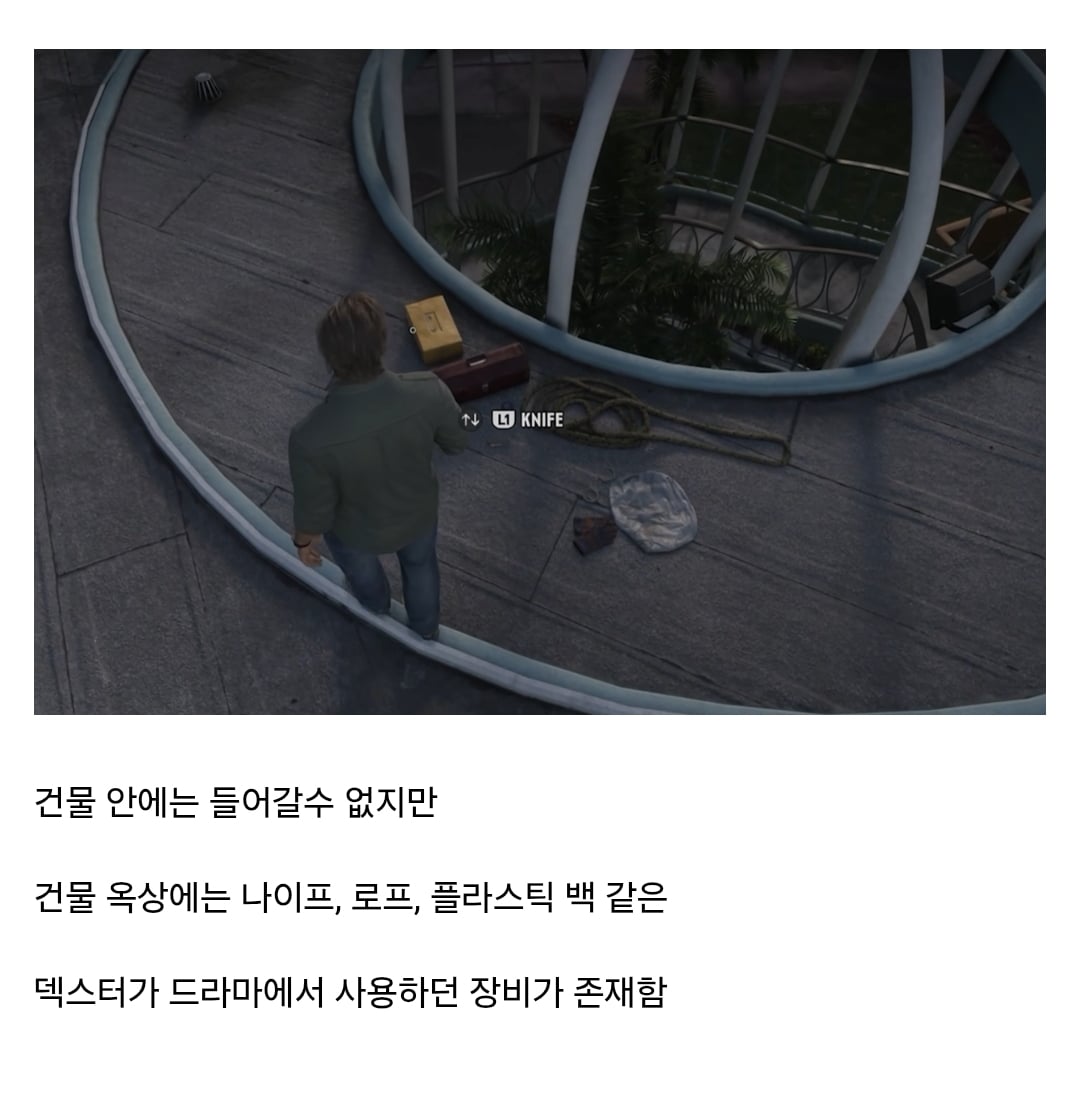 L1 KNIFE
건물 안에는 들어갈수 없지만
건물 옥상에는 나이프, 로프, 플라스틱 백 같은
덱스터가 드라마에서 사용하던 장비가 존재함